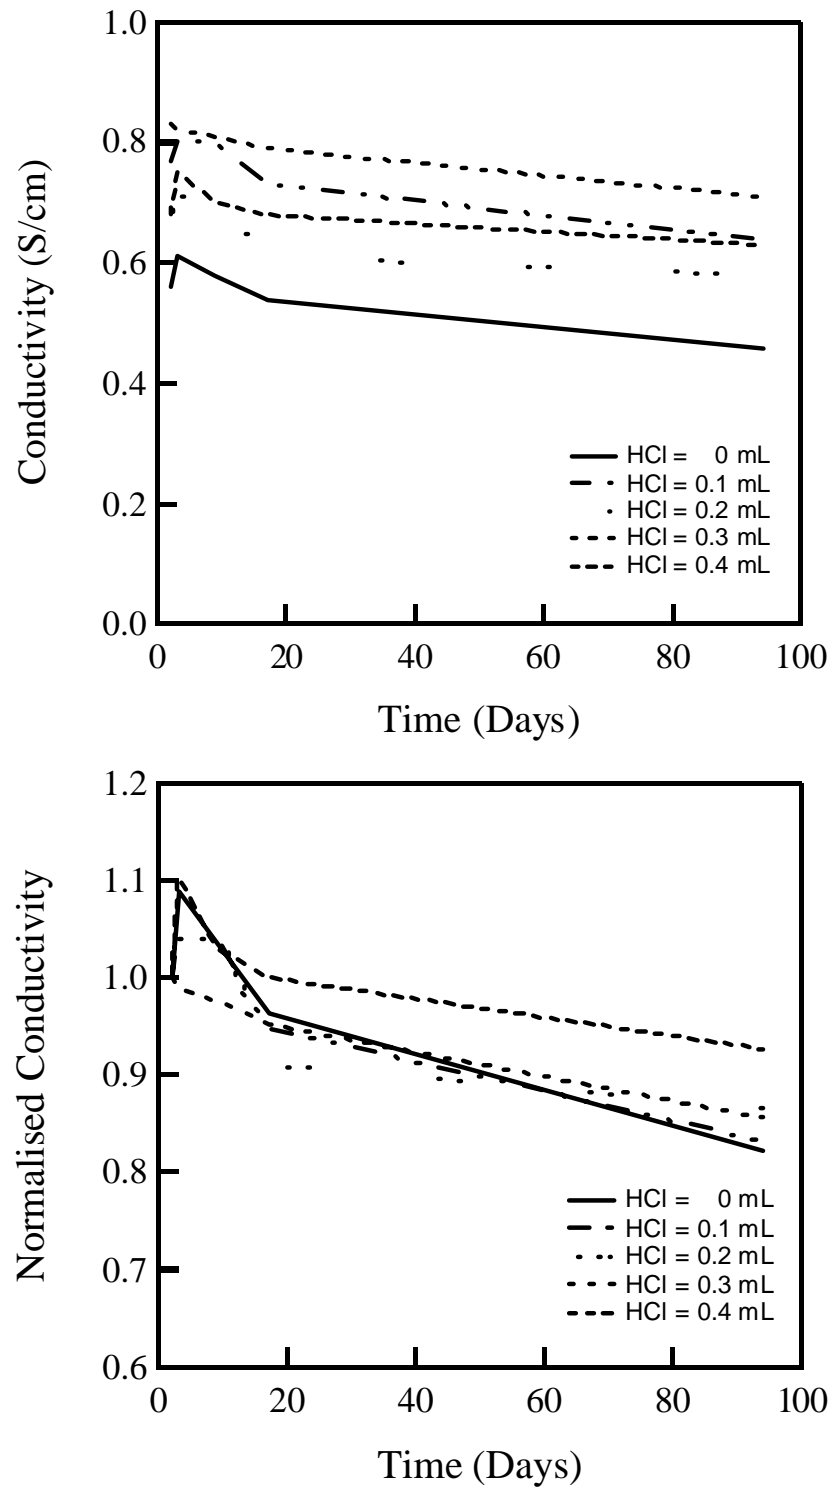 1.0
0.8
0.6
0.4
0.2
0.0
Conductivity (S/cm)
HCl = 0 mL
HCl = 0.1 mL
HCl = 0.2 mL
HCl = 0.3 mL
HCl = 0.4 mL
0 20 40 60 80 100
Time (Days)
1.2
1.1
1.0
0.9
0.8
0.7
0.6
Normalised Conductivity
HCl = 0 mL
HCl = 0.1 mL
HCl = 0.2 mL
HCl = 0.3 mL
HCl = 0.4 mL
0 20 40 60 80 100
Time (Days)